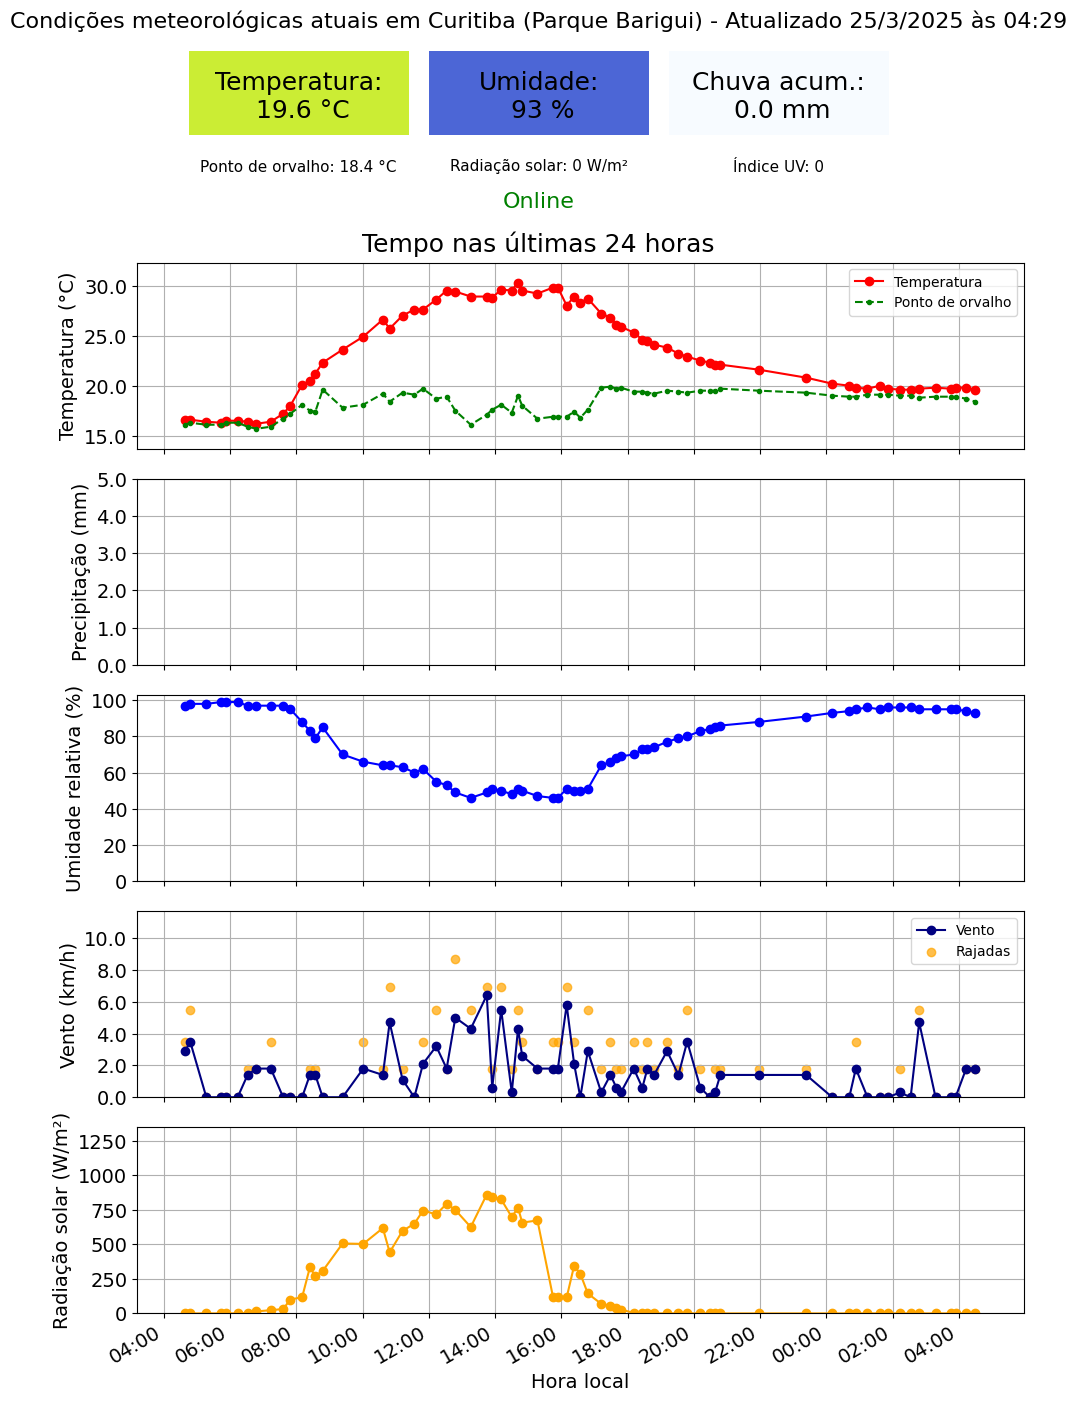 Condições meteorológicas atuais em Curitiba (Parque Barigui) - Atualizado 25/3/2025 às 04:29
Temperatura:
19.6 °C
Umidade:
93 %
Chuva acum.:
0.0 mm
Ponto de orvalho: 18.4 °C
Radiação solar: 0 W/m²
Índice UV: 0
Online
Tempo nas últimas 24 horas
Temperatura (°C)
30.0
25.0
20.0
15.0
Temperatura
Ponto de orvalho
Precipitação (mm)
5.0
4.0
3.0
2.0
1.0
0.0
Umidade relativa (%)
100
80
60
40
20
0
Vento (km/h)
10.0
8.0
6.0
4.0
2.0
0.0
Vento
Rajadas
Radiação solar (W/m²)
1250
1000
750
500
250
0
04:00 06:00 08:00 10:00 12:00 14:00 16:00 18:00 20:00 22:00 00:00 02:00 04:00
Hora local